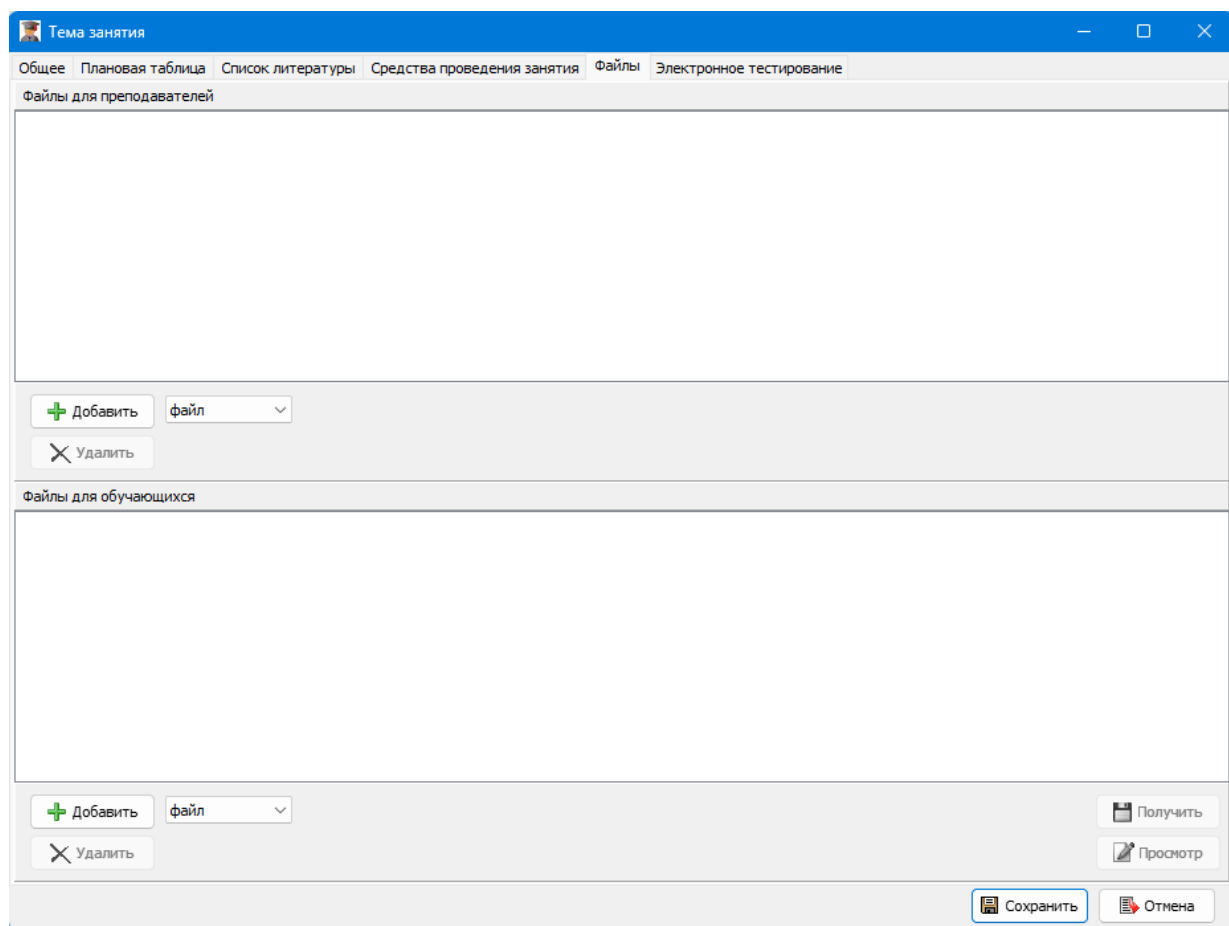 Тема занятия
Общее Плановая таблица Список литературы Средства проведения занятия Файлы Электронное тестирование
Файлы для преподавателей
Добавить файл
Удалить
Файлы для обучающихся
Добавить файл Получить
Удалить Просмотр
Сохранить Отмена